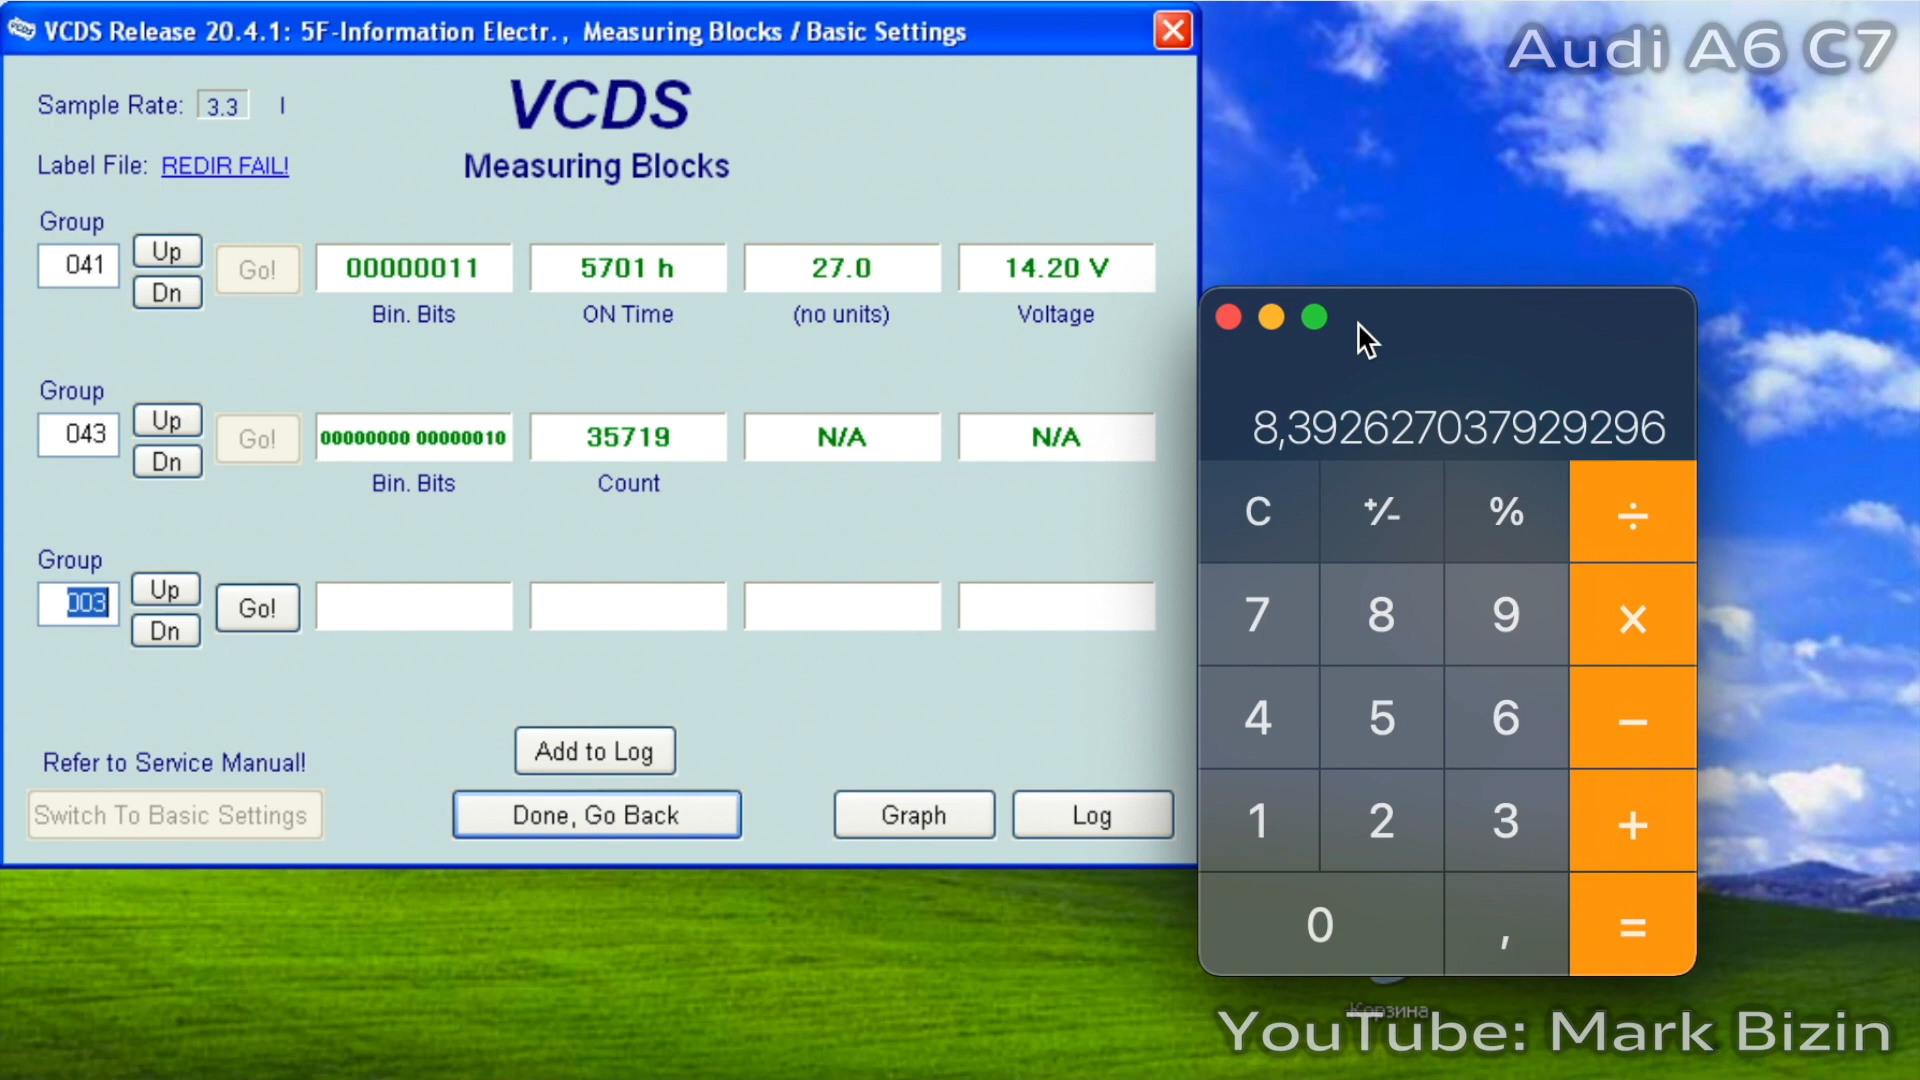 VCDS Release 20.4.1: 5F-Information Electr., Measuring Blocks / Basic Settings
Audi A6 C7
Sample Rate: 3.3 I
VCDS
Label File: REDIR FAIL!
Measuring Blocks
Group
041 Up Dn Go! 00000011 5701 h 27.0 14.20 V
Bin. Bits ON Time (no units) Voltage
Group
043 Up Dn Go! 00000000 00000010 35719 N/A N/A
Bin. Bits Count
Group
003 Up Dn Go!
Add to Log
Refer to Service Manual!
Switch To Basic Settings Done, Go Back Graph Log
8,392627037929296
C +/- % ÷
7 8 9 ×
4 5 6 −
1 2 3 +
0 , =
Корзина
YouTube: Mark Bizin